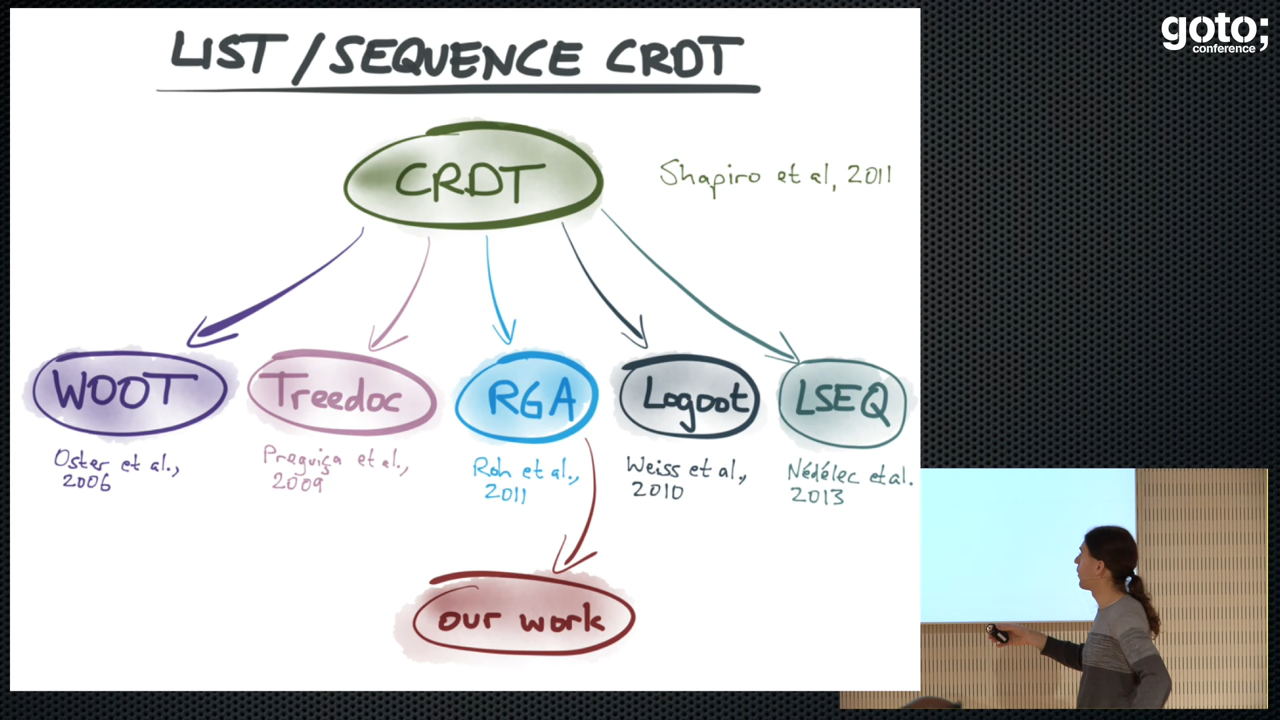 LIST / SEQUENCE CRDT
goto;
conference
CRDT
Shapiro et al, 2011
WOOT
Treedoc
RGA
Logoot
LSEQ
Oster et al.,
2006
Preguiça et al.,
2009
Roh et al.,
2011
Weiss et al.,
2010
Nédélec et al.
2013
our work